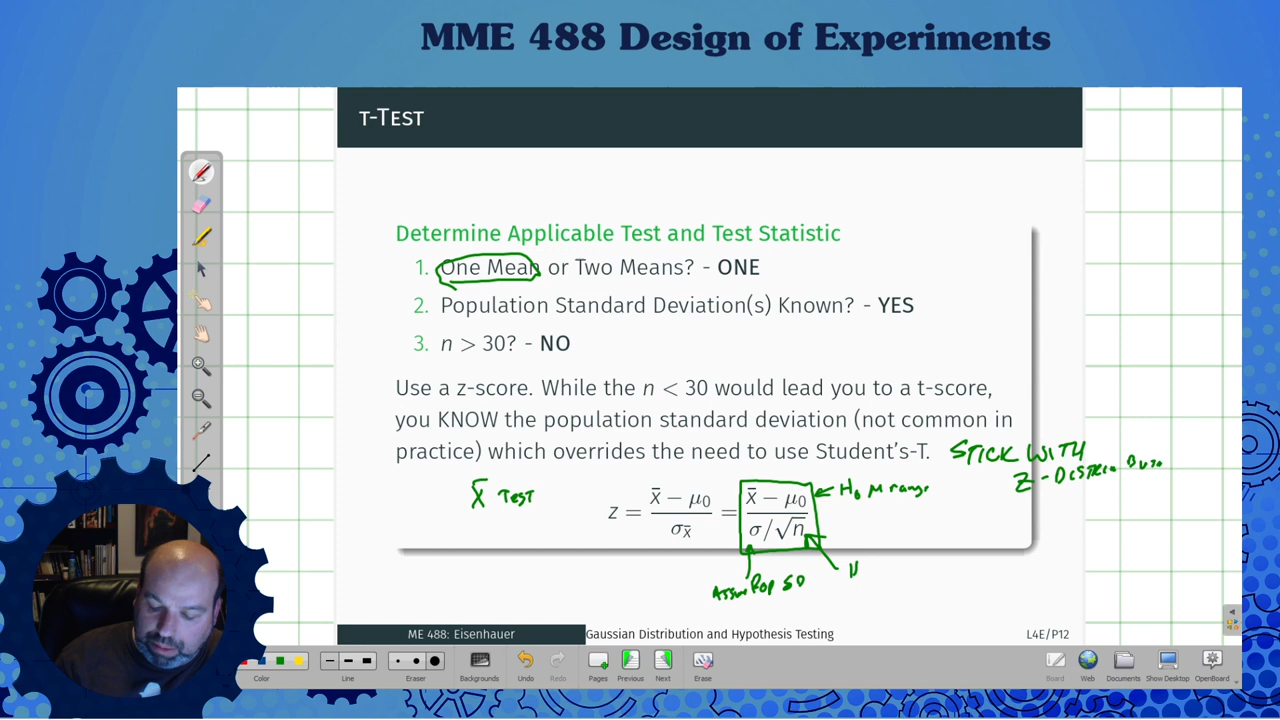 MME 488 Design of Experiments
T-TEST
Determine Applicable Test and Test Statistic
1. One Mean or Two Means? - ONE
2. Population Standard Deviation(s) Known? - YES
3. n > 30? - NO
Use a z-score. While the n < 30 would lead you to a t-score,
you KNOW the population standard deviation (not common in
practice) which overrides the need to use Student's-T.
STICK WITH
x̄ TEST
z = (x̄ − μ0)/σx̄ = (x̄ − μ0)/(σ/√n)
POP SD
ME 488: Eisenhauer
Gaussian Distribution and Hypothesis Testing
L4E/P12
Color
Line
Eraser
Backgrounds
Undo
Redo
Pages
Previous
Next
Erase
Board
Web
Documents
Show Desktop
OpenBoard